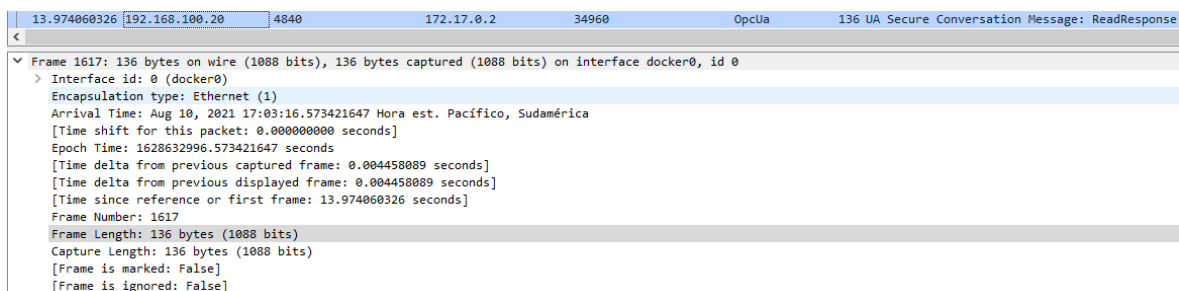 13.974060326 192.168.100.20 4840 172.17.0.2 34960 OpcUa 136 UA Secure Conversation Message: ReadResponse
Frame 1617: 136 bytes on wire (1088 bits), 136 bytes captured (1088 bits) on interface docker0, id 0
Interface id: 0 (docker0)
Encapsulation type: Ethernet (1)
Arrival Time: Aug 10, 2021 17:03:16.573421647 Hora est. Pacífico, Sudamérica
[Time shift for this packet: 0.000000000 seconds]
Epoch Time: 1628632996.573421647 seconds
[Time delta from previous captured frame: 0.004458089 seconds]
[Time delta from previous displayed frame: 0.004458089 seconds]
[Time since reference or first frame: 13.974060326 seconds]
Frame Number: 1617
Frame Length: 136 bytes (1088 bits)
Capture Length: 136 bytes (1088 bits)
[Frame is marked: False]
[Frame is ignored: False]